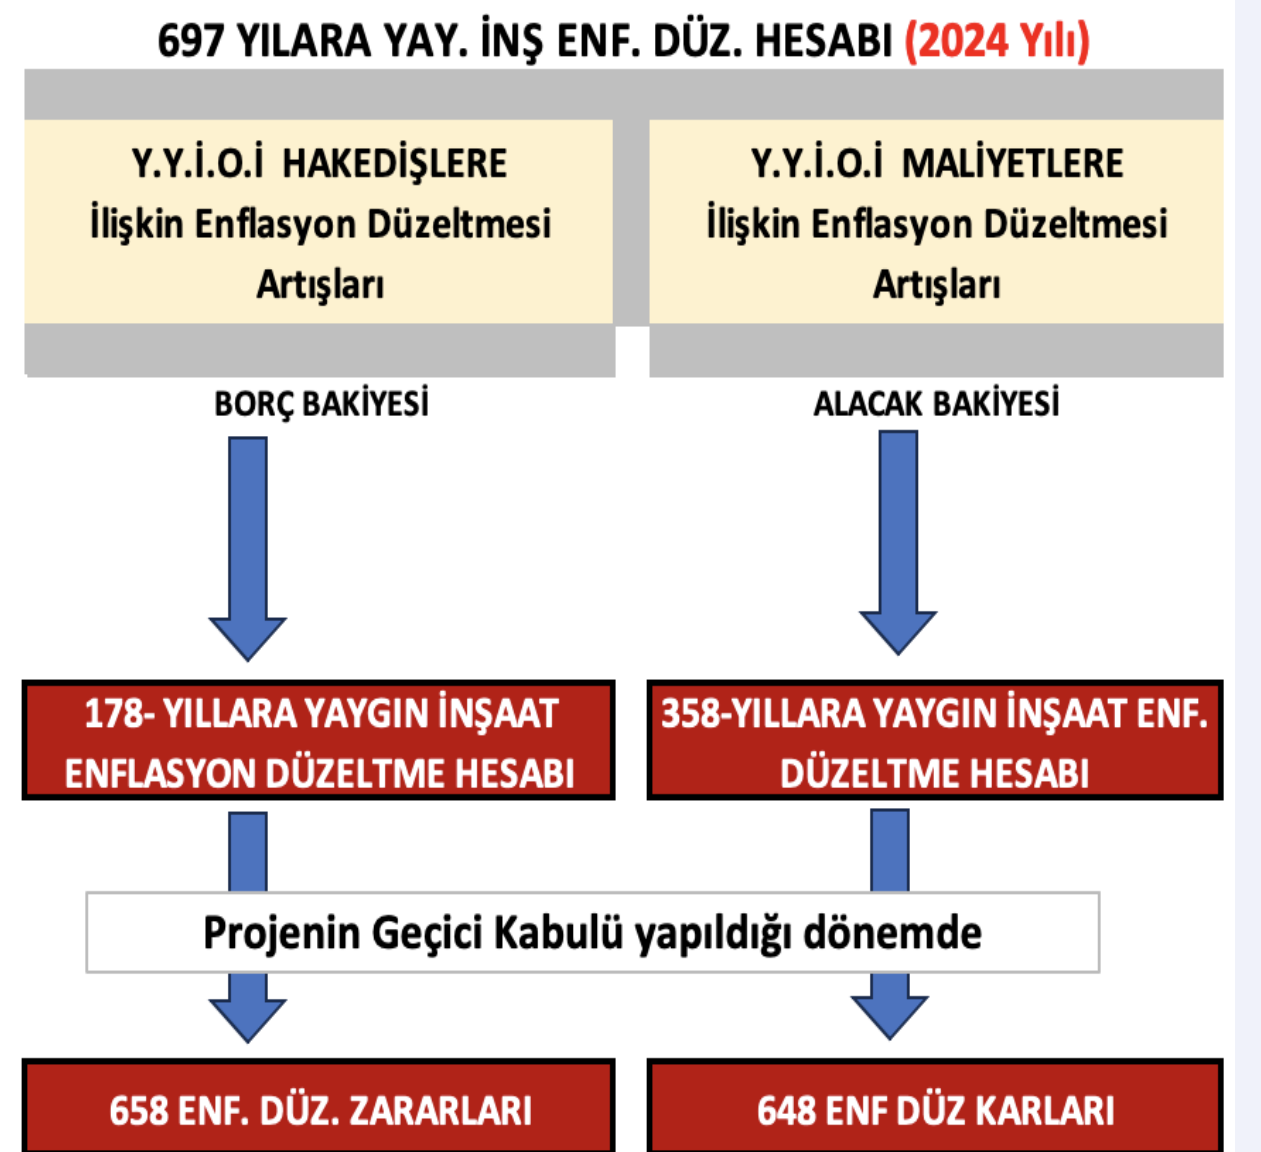 697 YILARA YAY. İNŞ ENF. DÜZ. HESABI (2024 Yılı)
Y.Y.İ.O.İ HAKEDİŞLERE
İlişkin Enflasyon Düzeltmesi
Artışları
Y.Y.İ.O.İ MALİYETLERE
İlişkin Enflasyon Düzeltmesi
Artışları
BORÇ BAKİYESİ
ALACAK BAKİYESİ
178- YILLARA YAYGIN İNŞAAT
ENFLASYON DÜZELTME HESABI
358-YILLARA YAYGIN İNŞAAT ENF.
DÜZELTME HESABI
Projenin Geçici Kabulü yapıldığı dönemde
658 ENF. DÜZ. ZARARLARI
648 ENF DÜZ KARLARI